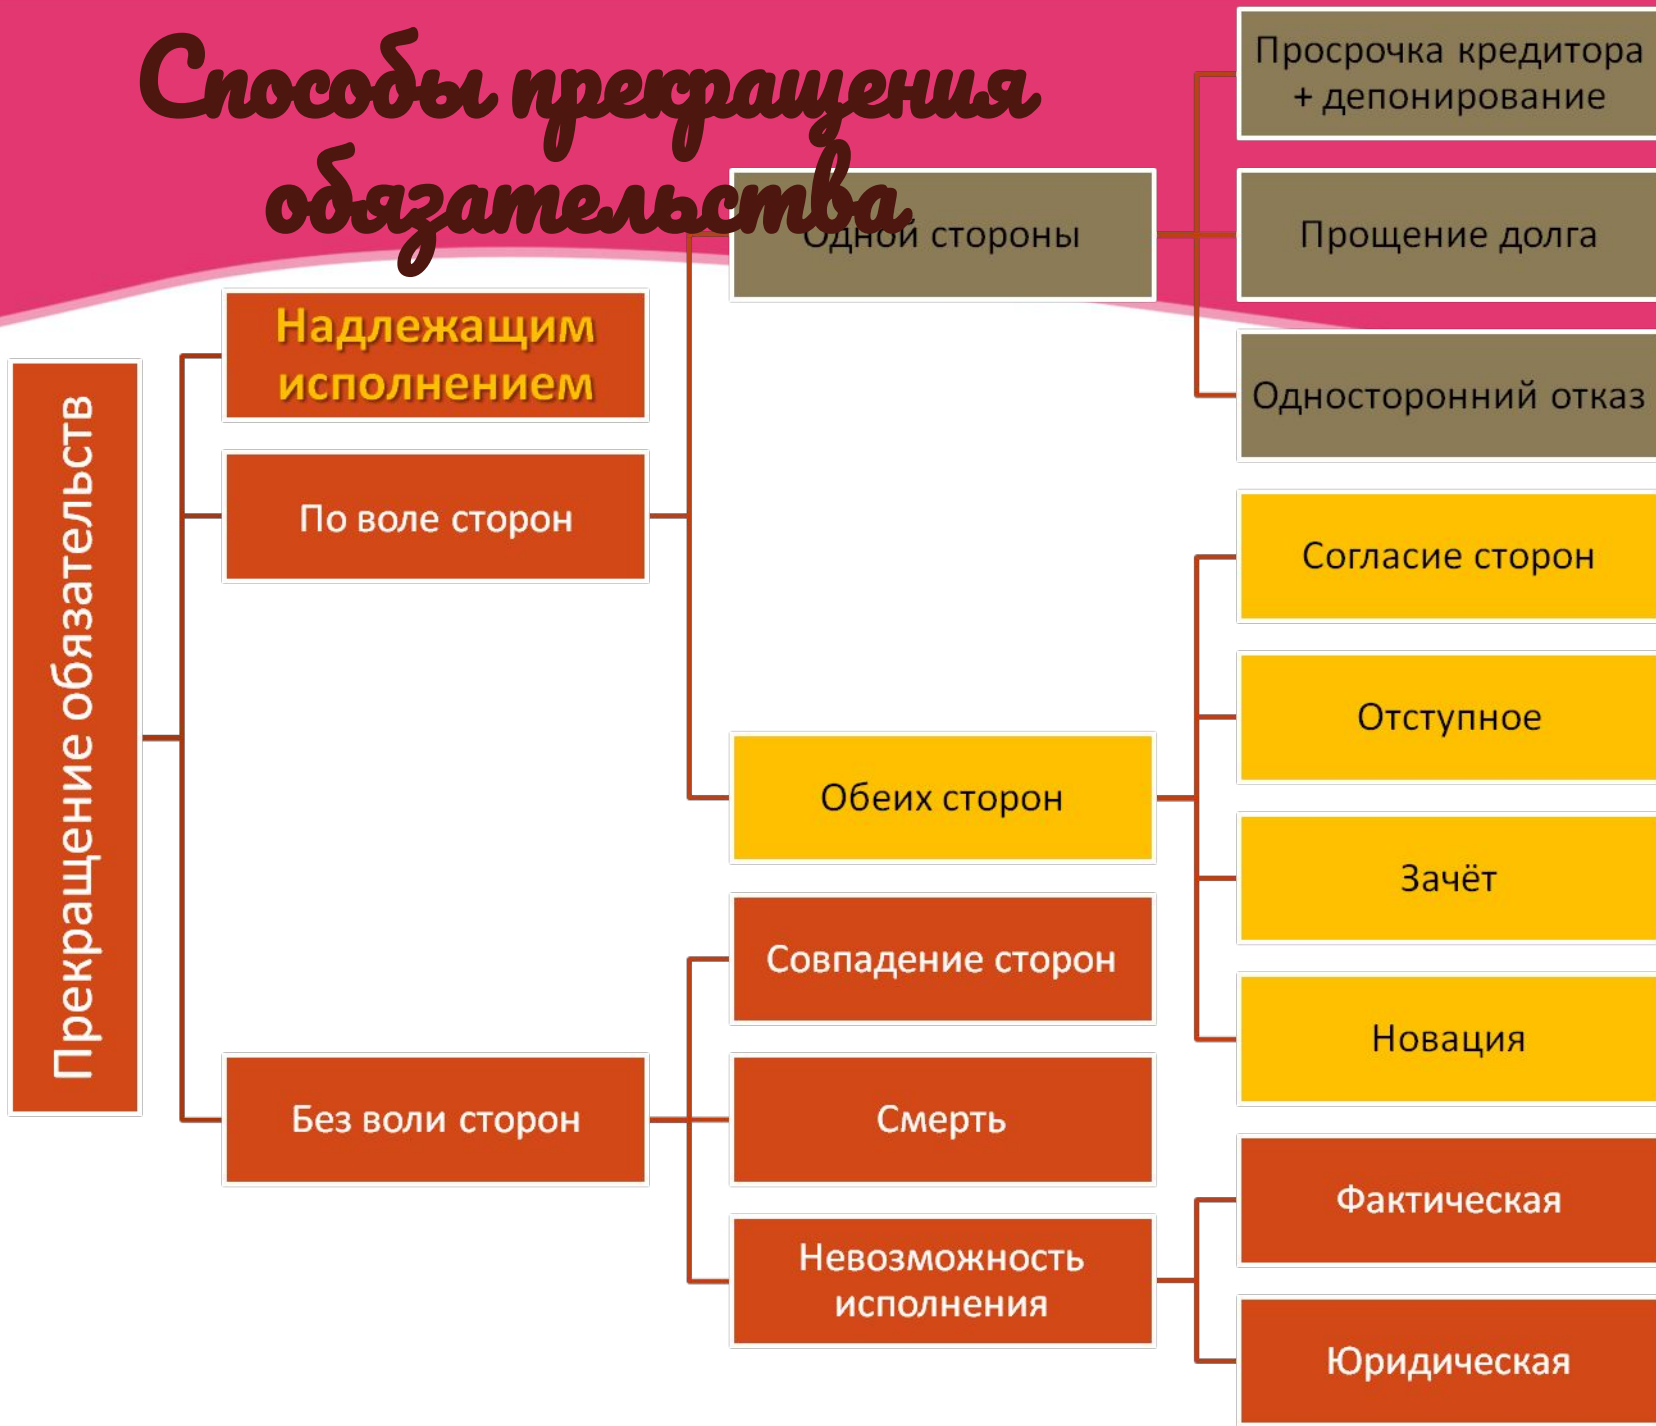 Способы прекращения
обязательства
Прекращение обязательств
Надлежащим
исполнением
По воле сторон
Одной стороны
Просрочка кредитора
+ депонирование
Прощение долга
Односторонний отказ
Обеих сторон
Согласие сторон
Отступное
Зачёт
Новация
Без воли сторон
Совпадение сторон
Смерть
Невозможность
исполнения
Фактическая
Юридическая